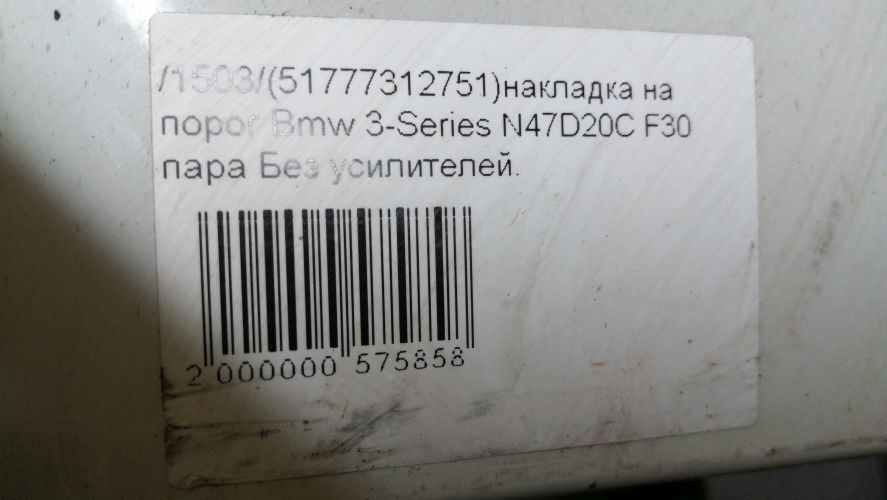 /1503/(51777312751)накладка на
порог Bmw 3-Series N47D20C F30
пара Без усилителей.
2 000000 575858